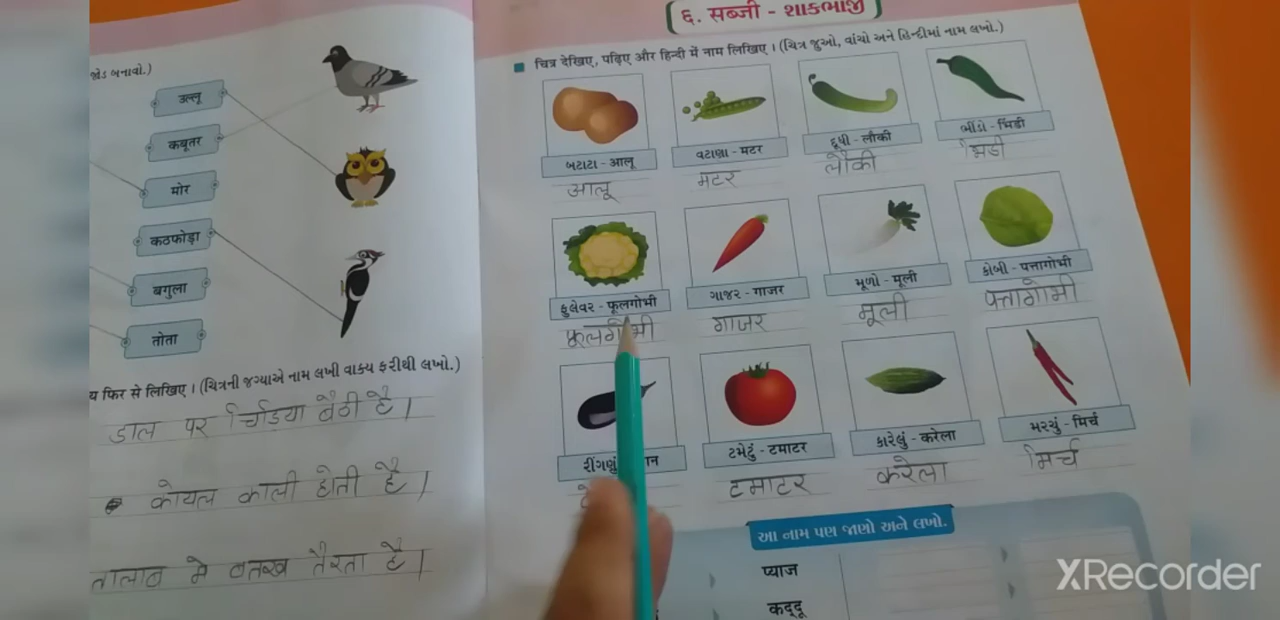 જોડ બનાવો.)
उल्लू
कबूतर
मोर
कठफोड़ा
बगुला
तोता
फिर से लिखिए । (ચિત્રની જગ્યાએ નામ લખી વાક્ય ફરીથી લખો.)
डाल पर चिड़िया बैठी है ।
कोयल काली होती है ।
तालाब मे बतख तैरता है ।
६. सब्जी - શાકભાજી
चित्र देखिए, पढ़िए और हिन्दी में नाम लिखिए । (ચિત્ર જુઓ, વાંચો અને હિન્દીમાં નામ લખો.)
બટાટા - आलू
વટાણા - मटर
દૂધી - लौकी
ભીંડો - भिंडी
आलू
मटर
लौकी
भिंडी
ફુલેવર - फूलगोभी
ગાજર - गाजर
મૂળો - मूली
કોબી - पत्तागोभी
फूलगोभी
गाजर
मूली
पत्तागोभी
રીંગણું
ટમેટું - टमाटर
કારેલું - करेला
મરચું - मिर्च
टमाटर
करेला
मिर्च
આ નામ પણ જાણો અને લખો.
प्याज
कद्दू
XRecorder